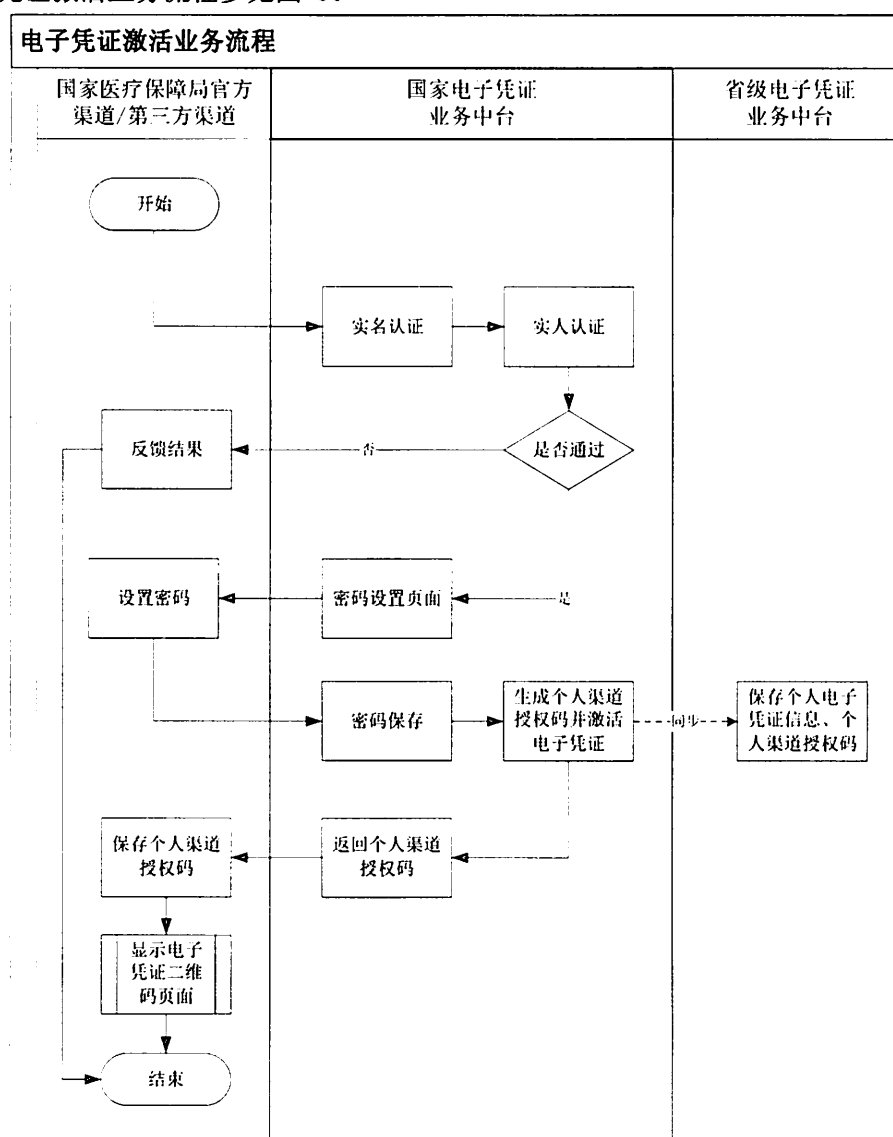 电子凭证激活业务流程
国家医疗保障局官方
渠道/第三方渠道
国家电子凭证
业务中台
省级电子凭证
业务中台
开始
实名认证
实人认证
反馈结果
否
是否通过
设置密码
密码设置页面
是
密码保存
生成个人渠道
授权码并激活
电子凭证
同步
保存个人电子
凭证信息、个
人渠道授权码
保存个人渠道
授权码
返回个人渠道
授权码
显示电子
凭证二维
码页面
结束